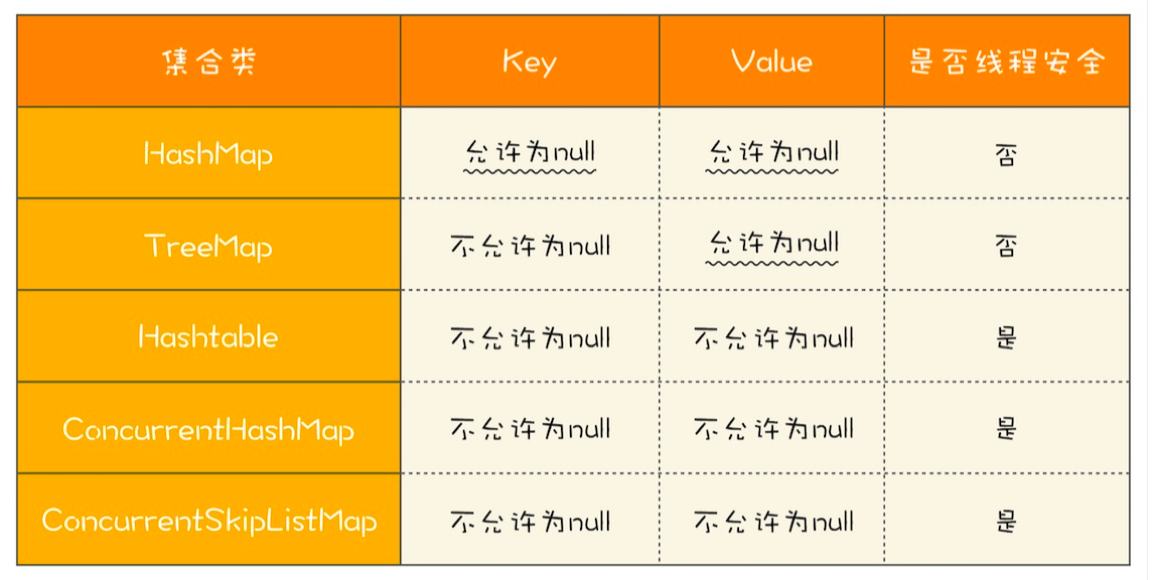 集合类 Key Value 是否线程安全
HashMap 允许为null 允许为null 否
TreeMap 不允许为null 允许为null 否
Hashtable 不允许为null 不允许为null 是
ConcurrentHashMap 不允许为null 不允许为null 是
ConcurrentSkipListMap 不允许为null 不允许为null 是